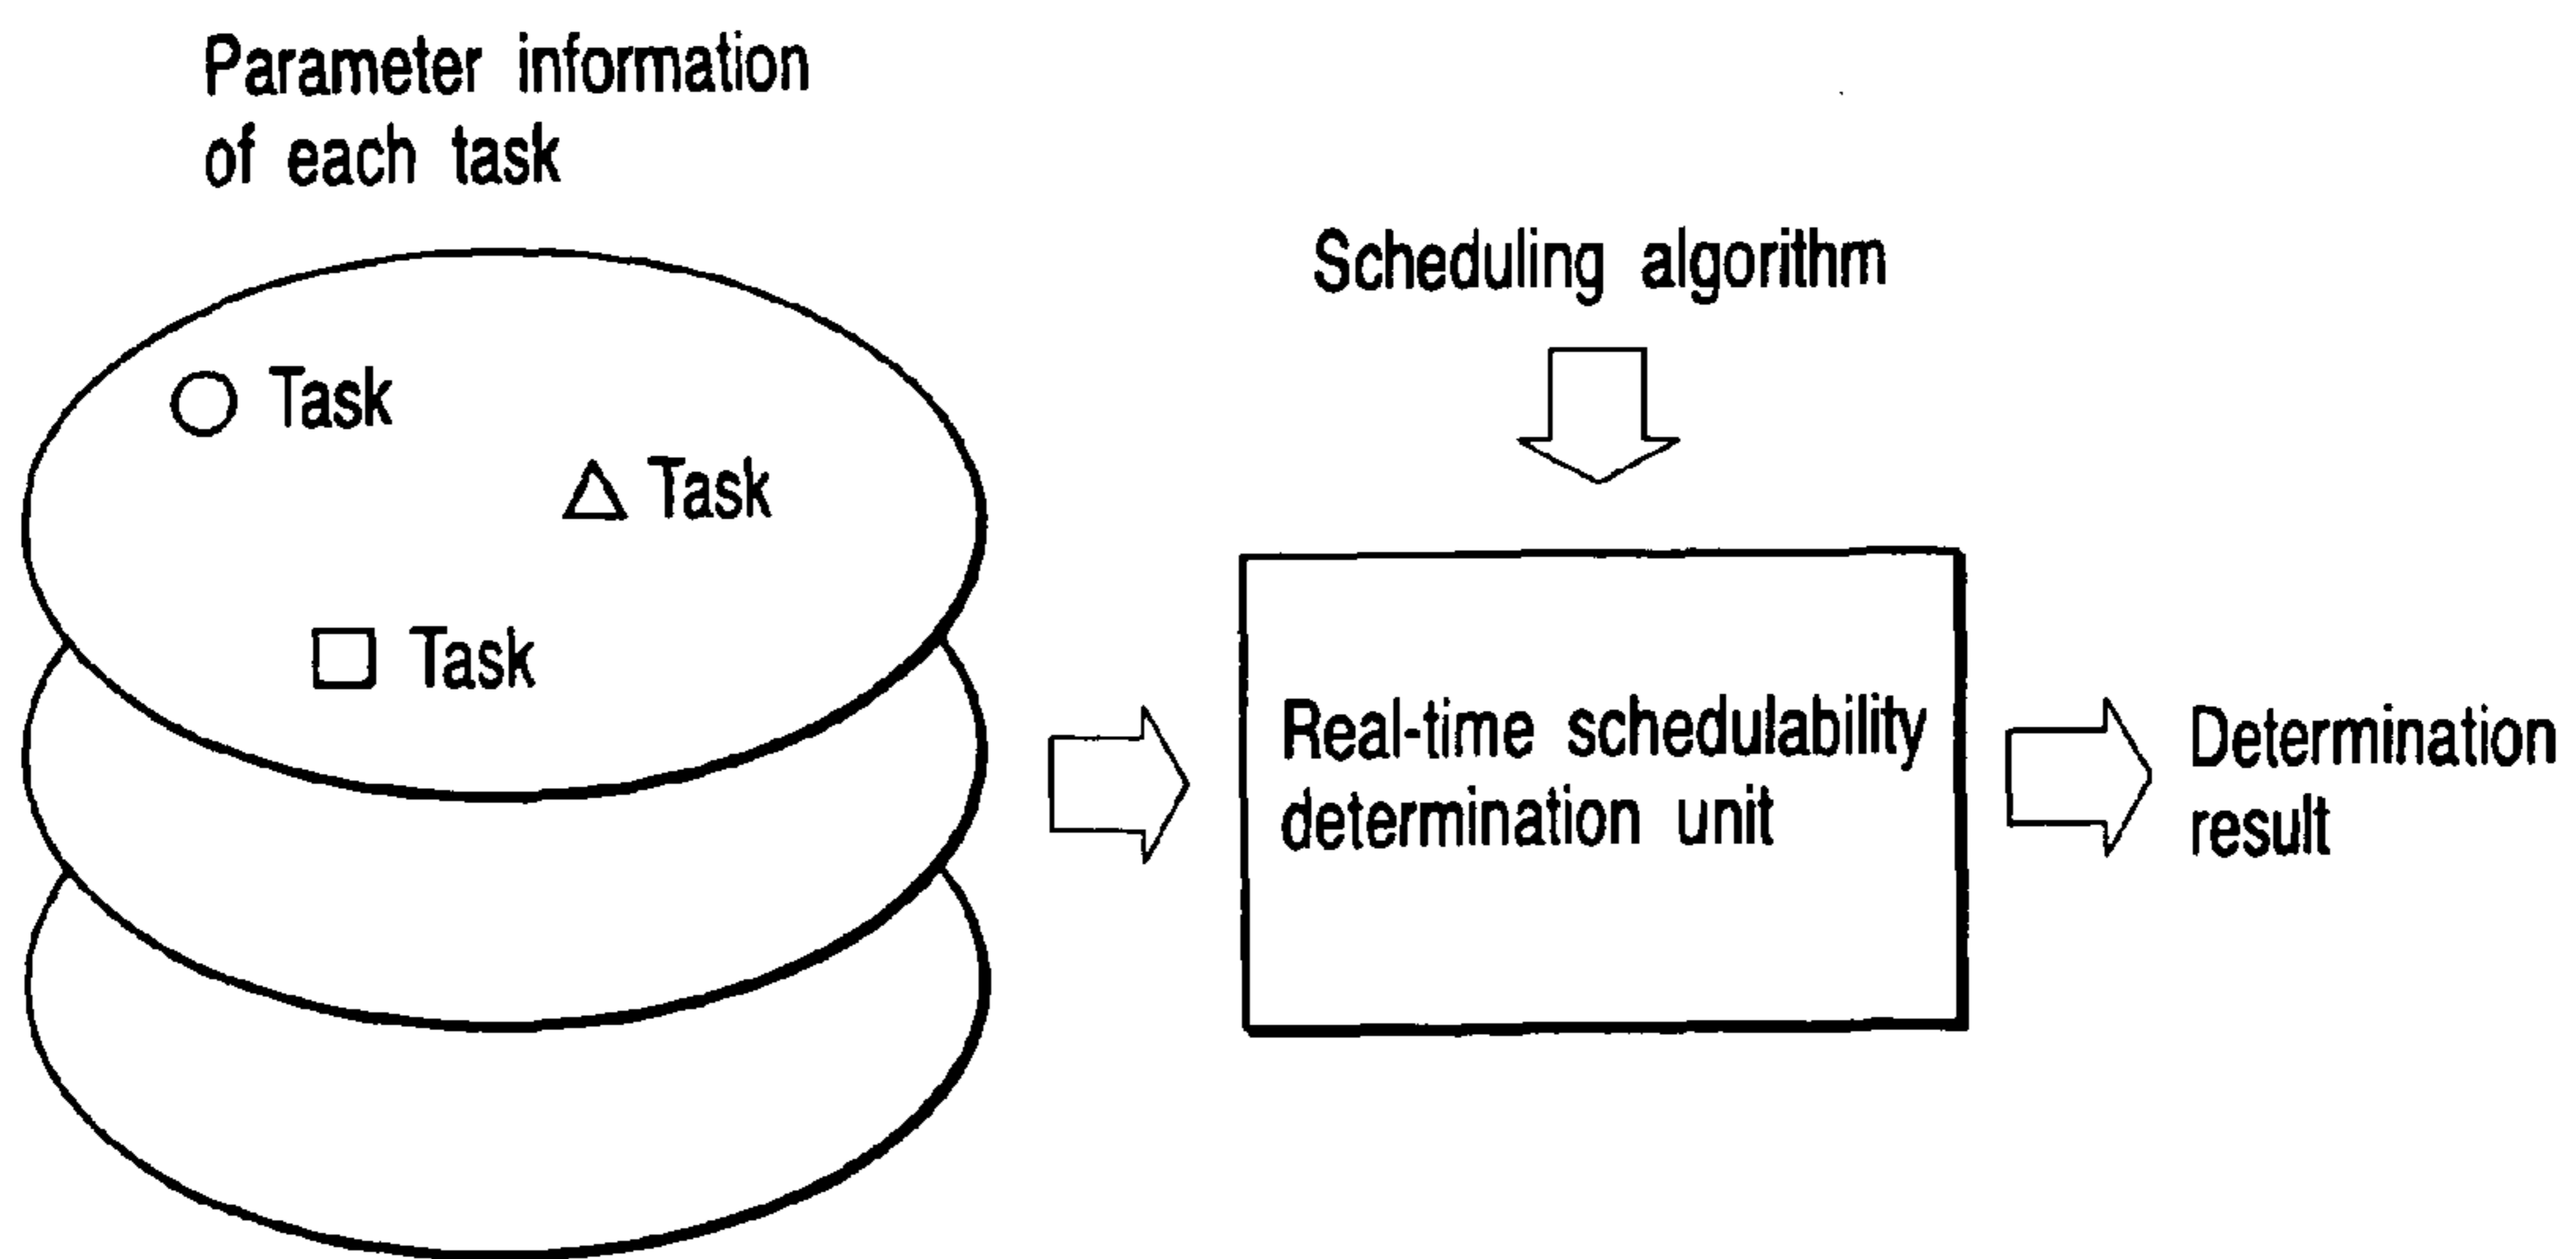 Parameter information
of each task
Task
Task
Task
Scheduling algorithm
Real-time schedulability
determination unit
Determination
result